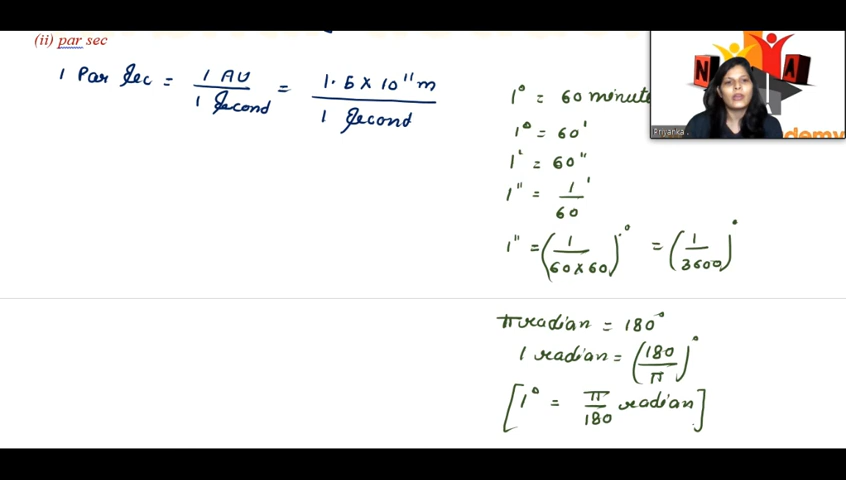 (ii) par sec
1 Par Sec = 1 AU / 1 Second = 1.5 × 10¹¹ m / 1 Second
1° = 60 minute
1° = 60'
1' = 60"
1" = 1/60 '
1" = (1 / 60×60)° = (1/3600)°
π radian = 180°
1 radian = (180/π)°
[1° = π/180 radian]
N A
Priyanka
demy